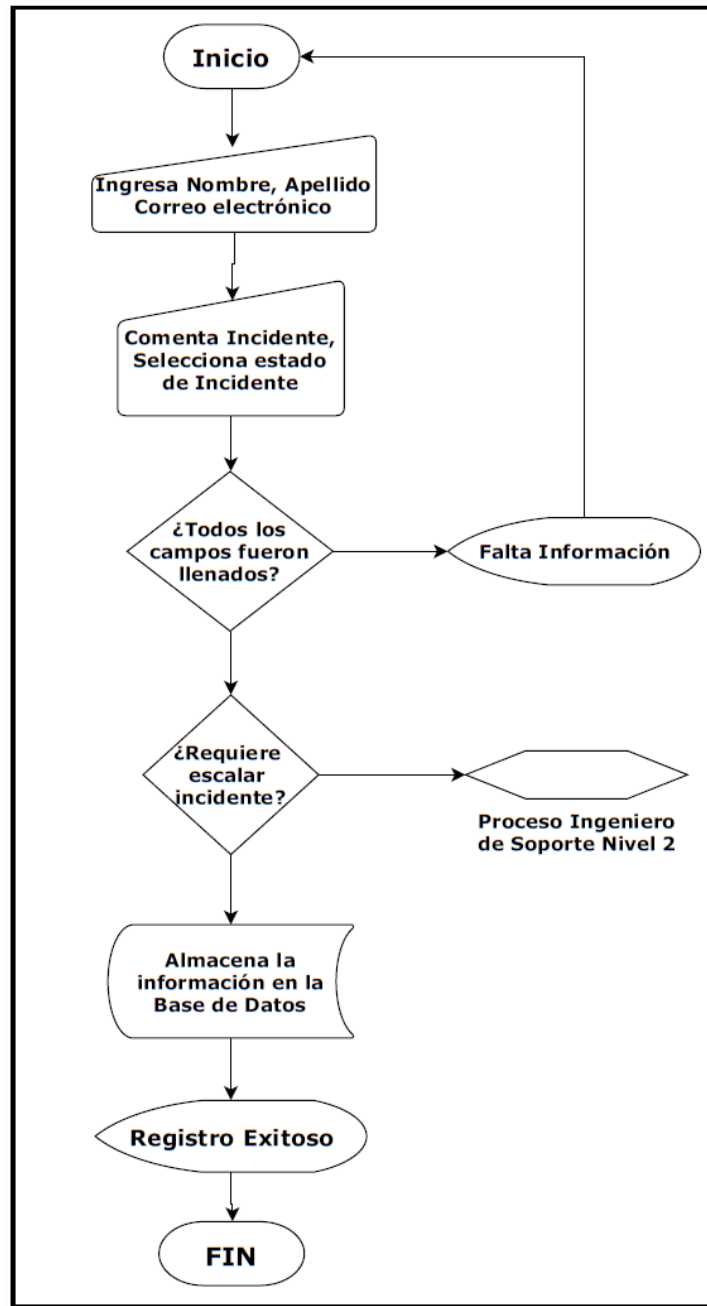 Inicio
Ingresa Nombre, Apellido
Correo electrónico
Comenta Incidente,
Selecciona estado
de Incidente
¿Todos los
campos fueron
llenados?
Falta Información
¿Requiere
escalar
incidente?
Proceso Ingeniero
de Soporte Nivel 2
Almacena la
información en la
Base de Datos
Registro Exitoso
FIN